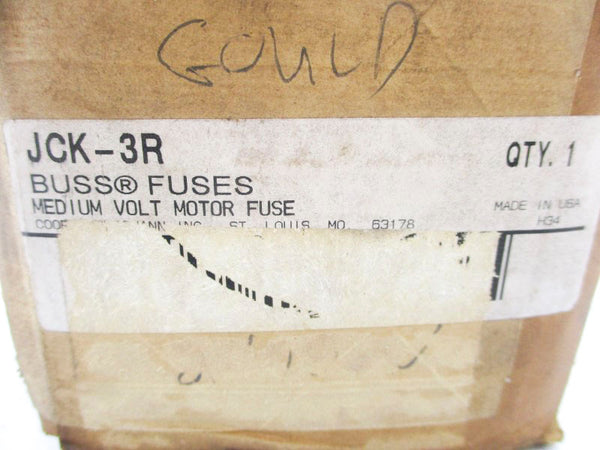 GOULD
JCK-3R
QTY. 1
BUSS® FUSES
MEDIUM VOLT MOTOR FUSE
MADE IN USA
ST. LOUIS MO. 63178
H34